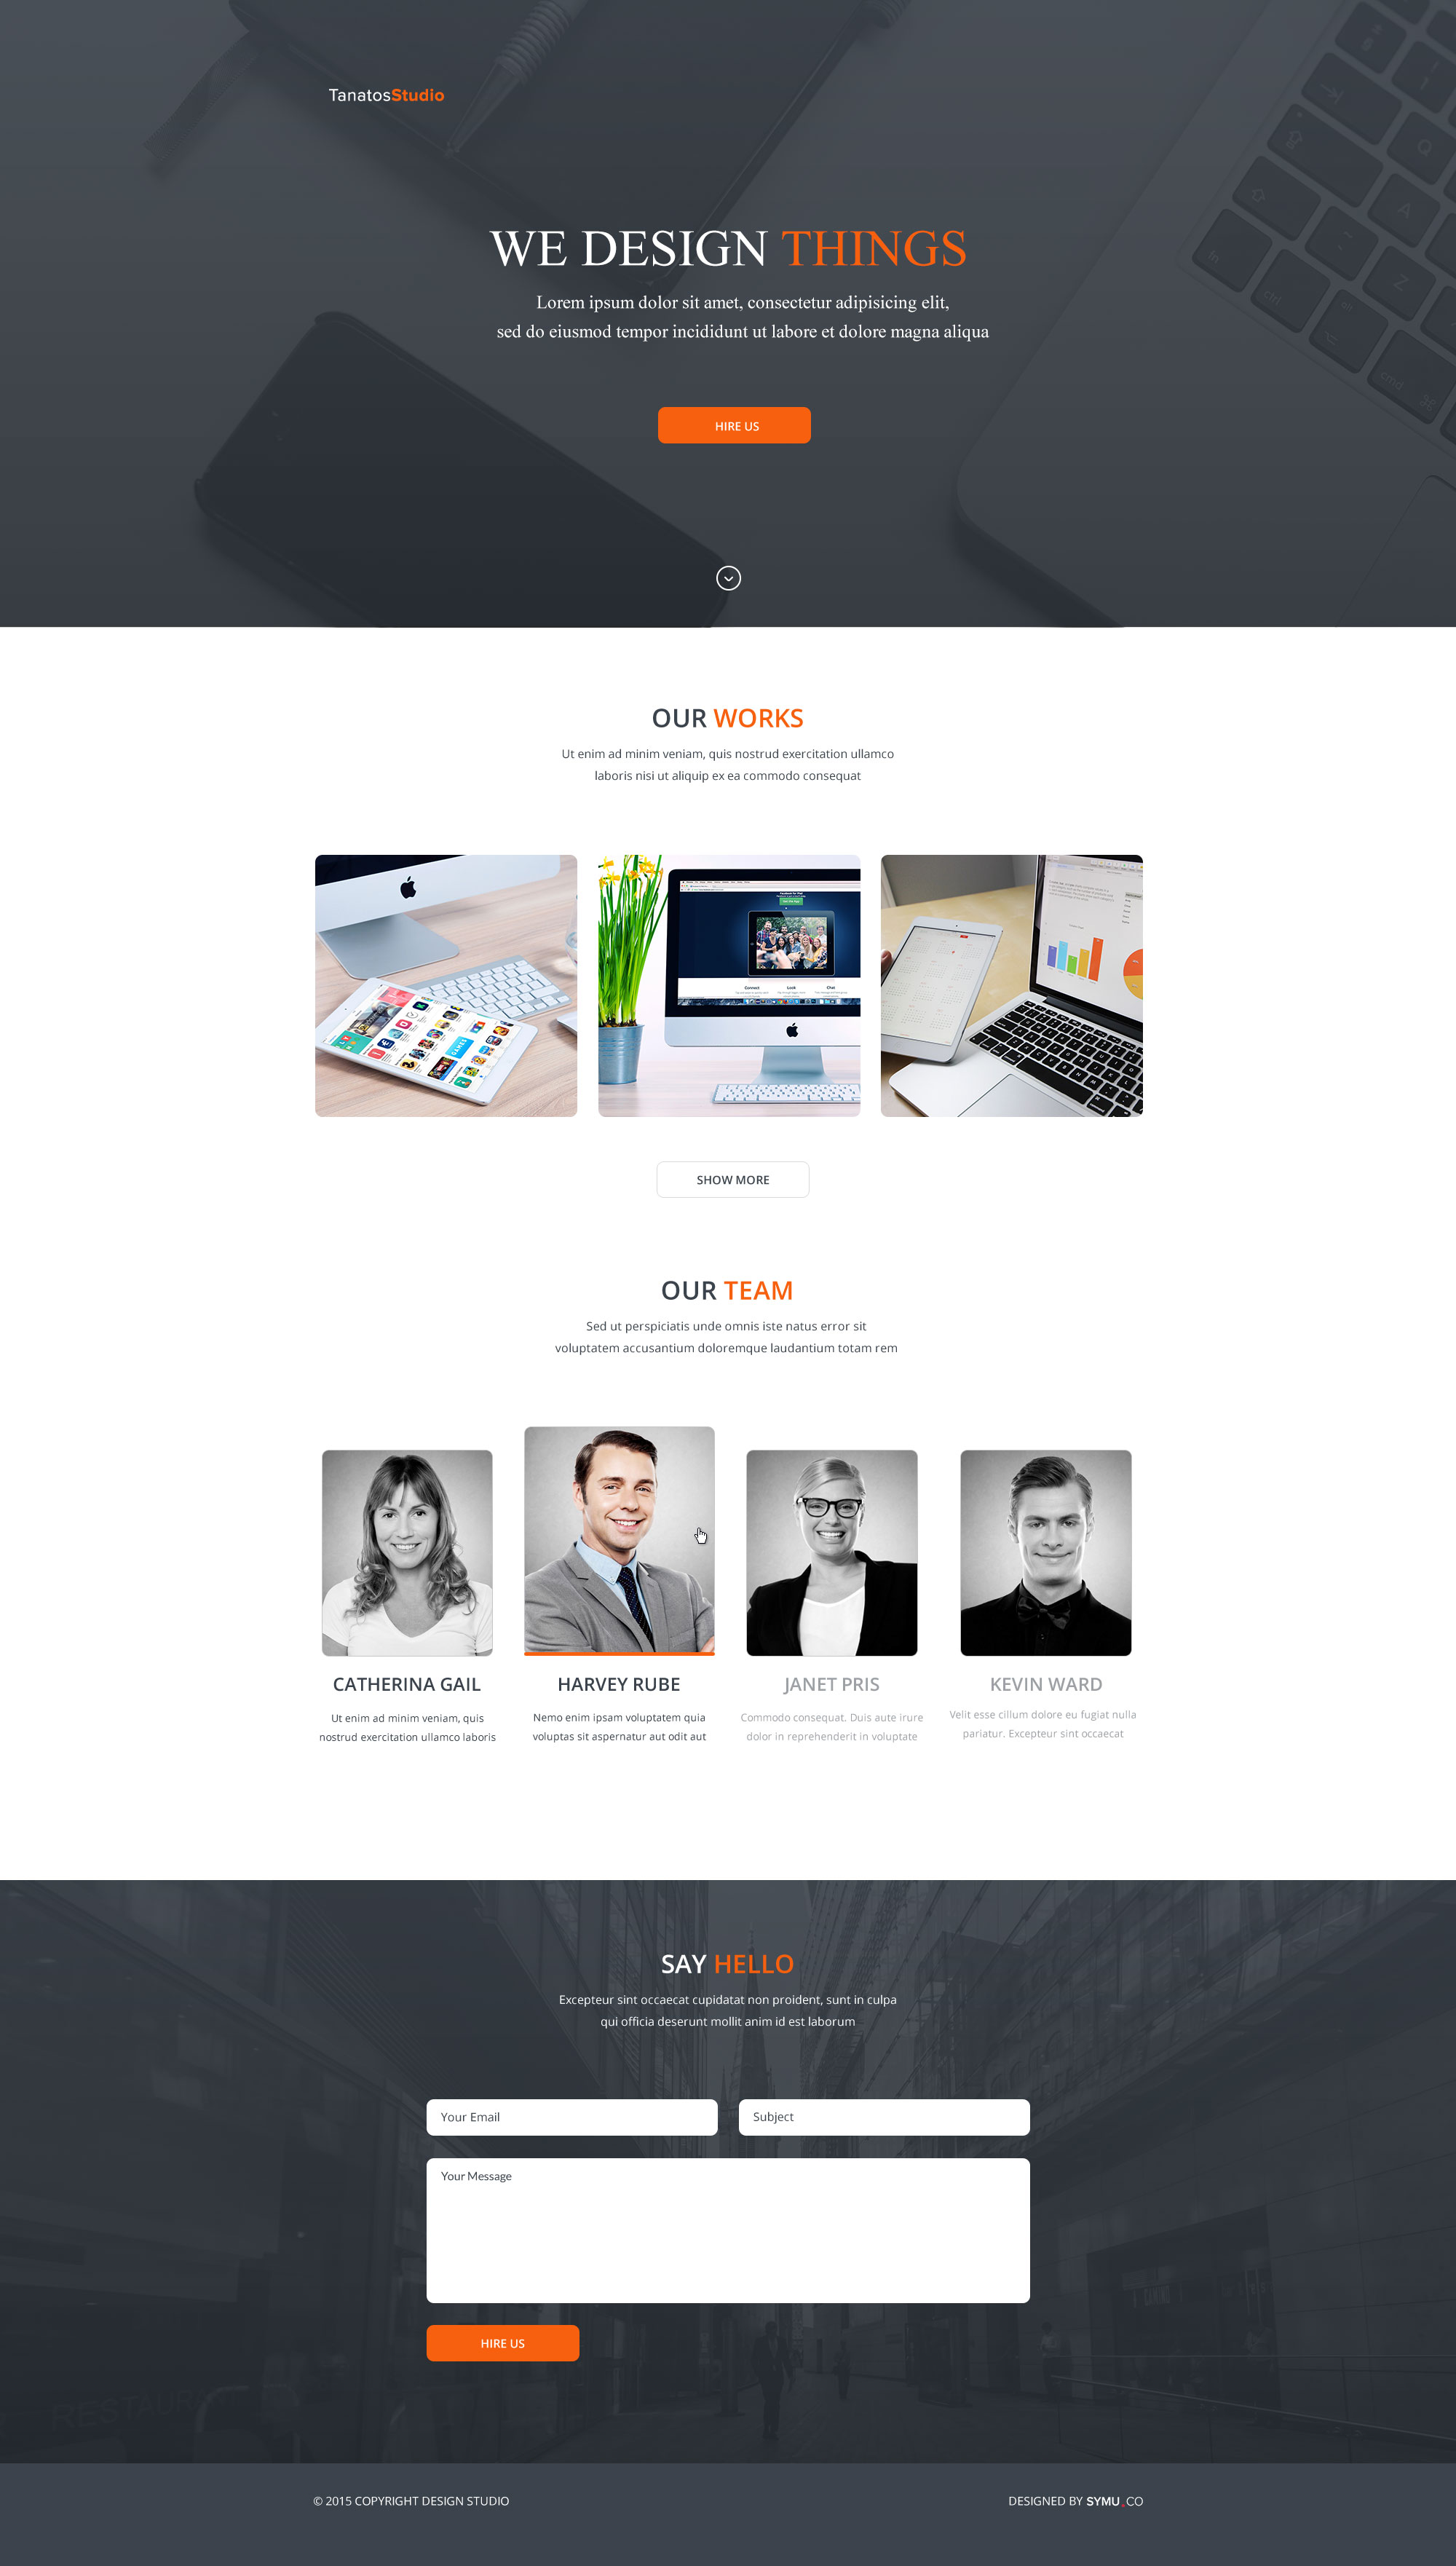 TanatosStudio
WE DESIGN THINGS
Lorem ipsum dolor sit amet, consectetur adipisicing elit,
sed do eiusmod tempor incididunt ut labore et dolore magna aliqua
HIRE US
OUR WORKS
Ut enim ad minim veniam, quis nostrud exercitation ullamco
laboris nisi ut aliquip ex ea commodo consequat
SHOW MORE
OUR TEAM
Sed ut perspiciatis unde omnis iste natus error sit
voluptatem accusantium doloremque laudantium totam rem
CATHERINA GAIL
Ut enim ad minim veniam, quis
nostrud exercitation ullamco laboris
HARVEY RUBE
Nemo enim ipsam voluptatem quia
voluptas sit aspernatur aut odit aut
JANET PRIS
Commodo consequat. Duis aute irure
dolor in reprehenderit in voluptate
KEVIN WARD
Velit esse cillum dolore eu fugiat nulla
pariatur. Excepteur sint occaecat
SAY HELLO
Excepteur sint occaecat cupidatat non proident, sunt in culpa
qui officia deserunt mollit anim id est laborum
Your Email
Subject
Your Message
HIRE US
RESTAURANT
© 2015 COPYRIGHT DESIGN STUDIO
DESIGNED BY SYMU.CO